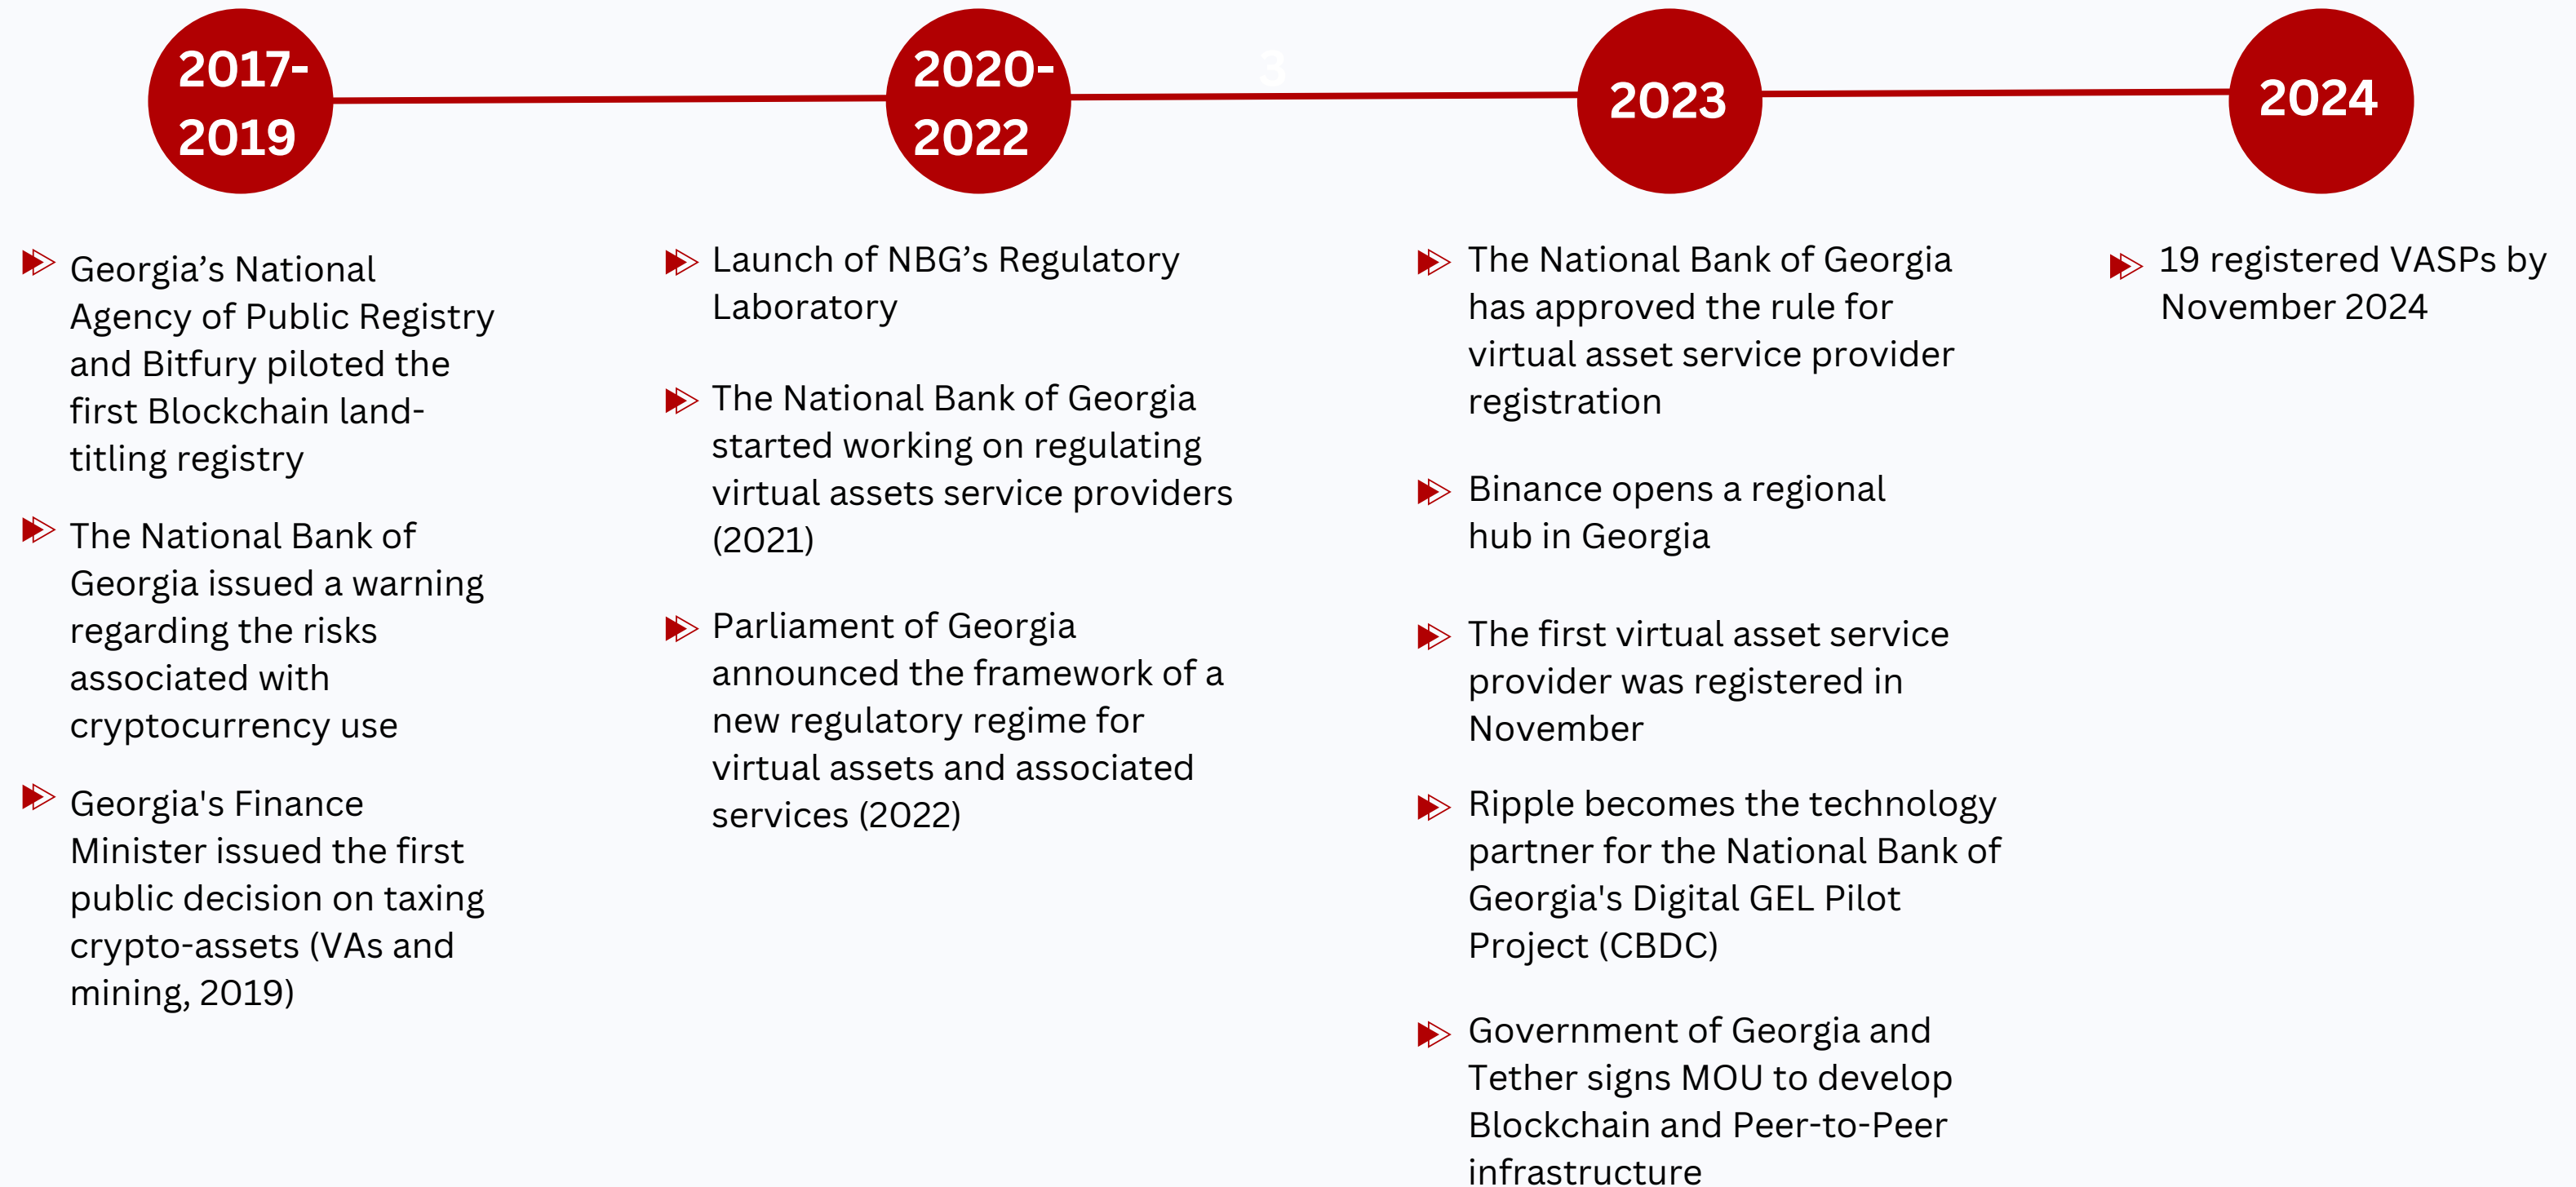 2017-
2019
Georgia’s National
Agency of Public Registry
and Bitfury piloted the
first Blockchain land-
titling registry
The National Bank of
Georgia issued a warning
regarding the risks
associated with
cryptocurrency use
Georgia's Finance
Minister issued the first
public decision on taxing
crypto-assets (VAs and
mining, 2019)
2020-
2022
Launch of NBG’s Regulatory
Laboratory
The National Bank of Georgia
started working on regulating
virtual assets service providers
(2021)
Parliament of Georgia
announced the framework of a
new regulatory regime for
virtual assets and associated
services (2022)
3
2023
The National Bank of Georgia
has approved the rule for
virtual asset service provider
registration
Binance opens a regional
hub in Georgia
The first virtual asset service
provider was registered in
November
Ripple becomes the technology
partner for the National Bank of
Georgia's Digital GEL Pilot
Project (CBDC)
Government of Georgia and
Tether signs MOU to develop
Blockchain and Peer-to-Peer
infrastructure
2024
19 registered VASPs by
November 2024